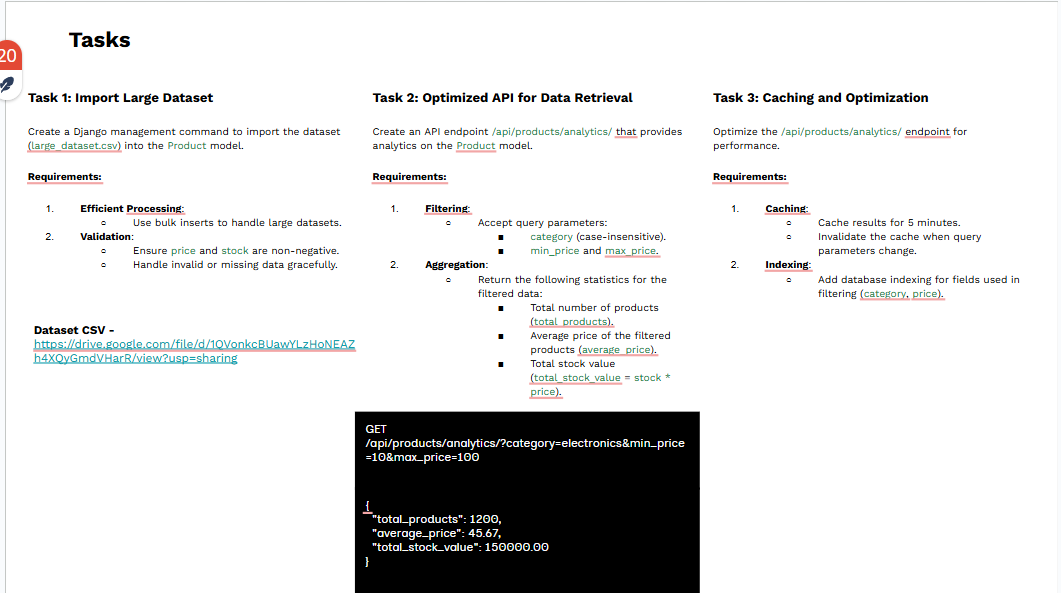 Tasks
20
Task 1: Import Large Dataset
Create a Django management command to import the dataset
(large_dataset.csv) into the Product model.
Requirements:
1. Efficient Processing:
○ Use bulk inserts to handle large datasets.
2. Validation:
○ Ensure price and stock are non-negative.
○ Handle invalid or missing data gracefully.
Dataset CSV -
https://drive.google.com/file/d/1QVonkcBUawYLzHoNEAZ
h4XQyGmdVHarR/view?usp=sharing
Task 2: Optimized API for Data Retrieval
Create an API endpoint /api/products/analytics/ that provides
analytics on the Product model.
Requirements:
1. Filtering:
○ Accept query parameters:
■ category (case-insensitive).
■ min_price and max_price.
2. Aggregation:
○ Return the following statistics for the
filtered data:
■ Total number of products
(total_products).
■ Average price of the filtered
products (average_price).
■ Total stock value
(total_stock_value = stock *
price).
GET
/api/products/analytics/?category=electronics&min_price
=10&max_price=100
{
"total_products": 1200,
"average_price": 45.67,
"total_stock_value": 150000.00
}
Task 3: Caching and Optimization
Optimize the /api/products/analytics/ endpoint for
performance.
Requirements:
1. Caching:
○ Cache results for 5 minutes.
○ Invalidate the cache when query
parameters change.
2. Indexing:
○ Add database indexing for fields used in
filtering (category, price).